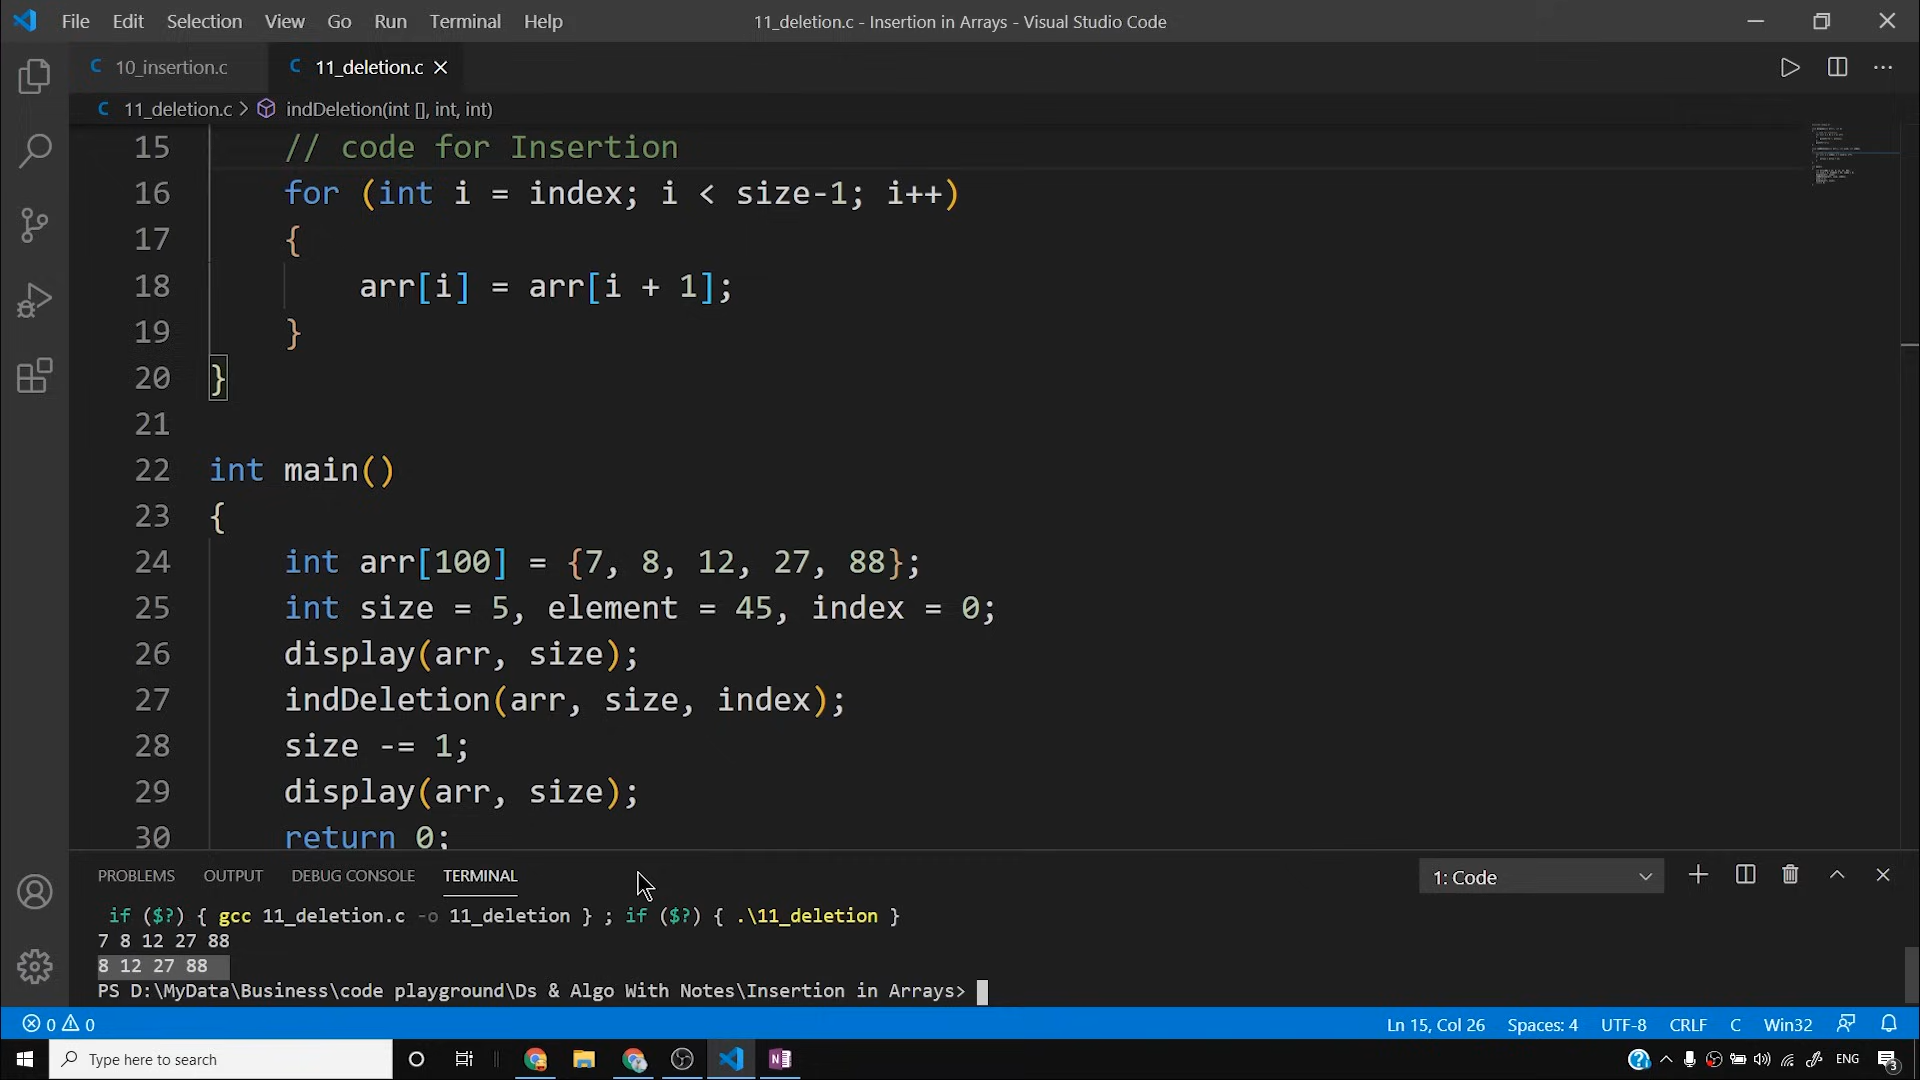 File Edit Selection View Go Run Terminal Help 11_deletion.c - Insertion in Arrays - Visual Studio Code
10_insertion.c 11_deletion.c
11_deletion.c > indDeletion(int [], int, int)
15 // code for Insertion
16 for (int i = index; i < size-1; i++)
17 {
18 arr[i] = arr[i + 1];
19 }
20 }
21
22 int main()
23 {
24 int arr[100] = {7, 8, 12, 27, 88};
25 int size = 5, element = 45, index = 0;
26 display(arr, size);
27 indDeletion(arr, size, index);
28 size -= 1;
29 display(arr, size);
30 return 0;
PROBLEMS OUTPUT DEBUG CONSOLE TERMINAL 1: Code
if ($?) { gcc 11_deletion.c -o 11_deletion } ; if ($?) { .\11_deletion }
7 8 12 27 88
8 12 27 88
PS D:\MyData\Business\code playground\Ds & Algo With Notes\Insertion in Arrays>
0 0 Ln 15, Col 26 Spaces: 4 UTF-8 CRLF C Win32
Type here to search ENG 3